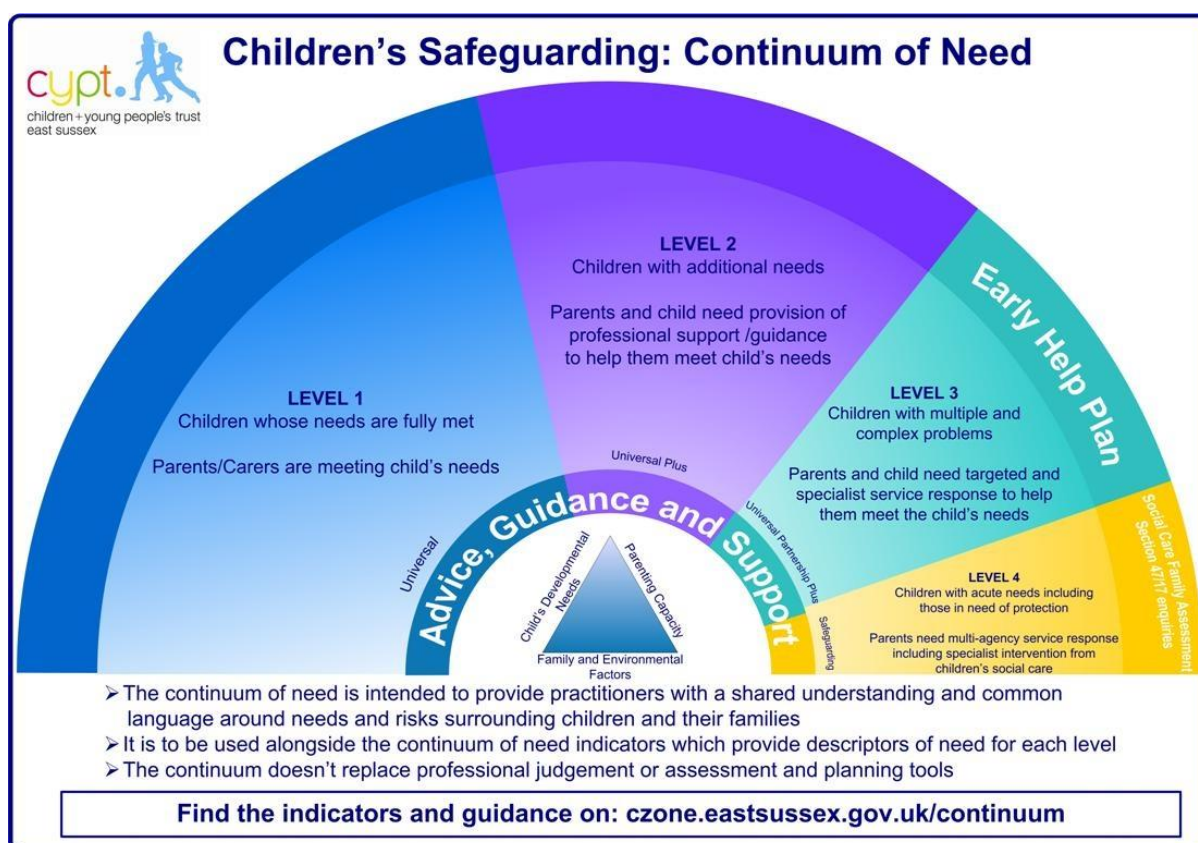 Children's Safeguarding: Continuum of Need
cypt.
children + young people's trust
east sussex
LEVEL 1
Children whose needs are fully met
Parents/Carers are meeting child's needs
LEVEL 2
Children with additional needs
Parents and child need provision of
professional support /guidance
to help them meet child's needs
LEVEL 3
Children with multiple and
complex problems
Parents and child need targeted and
specialist service response to help
them meet the child's needs
LEVEL 4
Children with acute needs including
those in need of protection
Parents need multi-agency service response
including specialist intervention from
children's social care
Early Help Plan
Social Care Family Assessment
Section 47/17 enquiries
Universal
Universal Plus
Universal Partnership Plus
Safeguarding
Advice, Guidance and Support
Child's Developmental
Needs
Parenting Capacity
Family and Environmental
Factors
➢ The continuum of need is intended to provide practitioners with a shared understanding and common
language around needs and risks surrounding children and their families
➢ It is to be used alongside the continuum of need indicators which provide descriptors of need for each level
➢ The continuum doesn't replace professional judgement or assessment and planning tools
Find the indicators and guidance on: czone.eastsussex.gov.uk/continuum